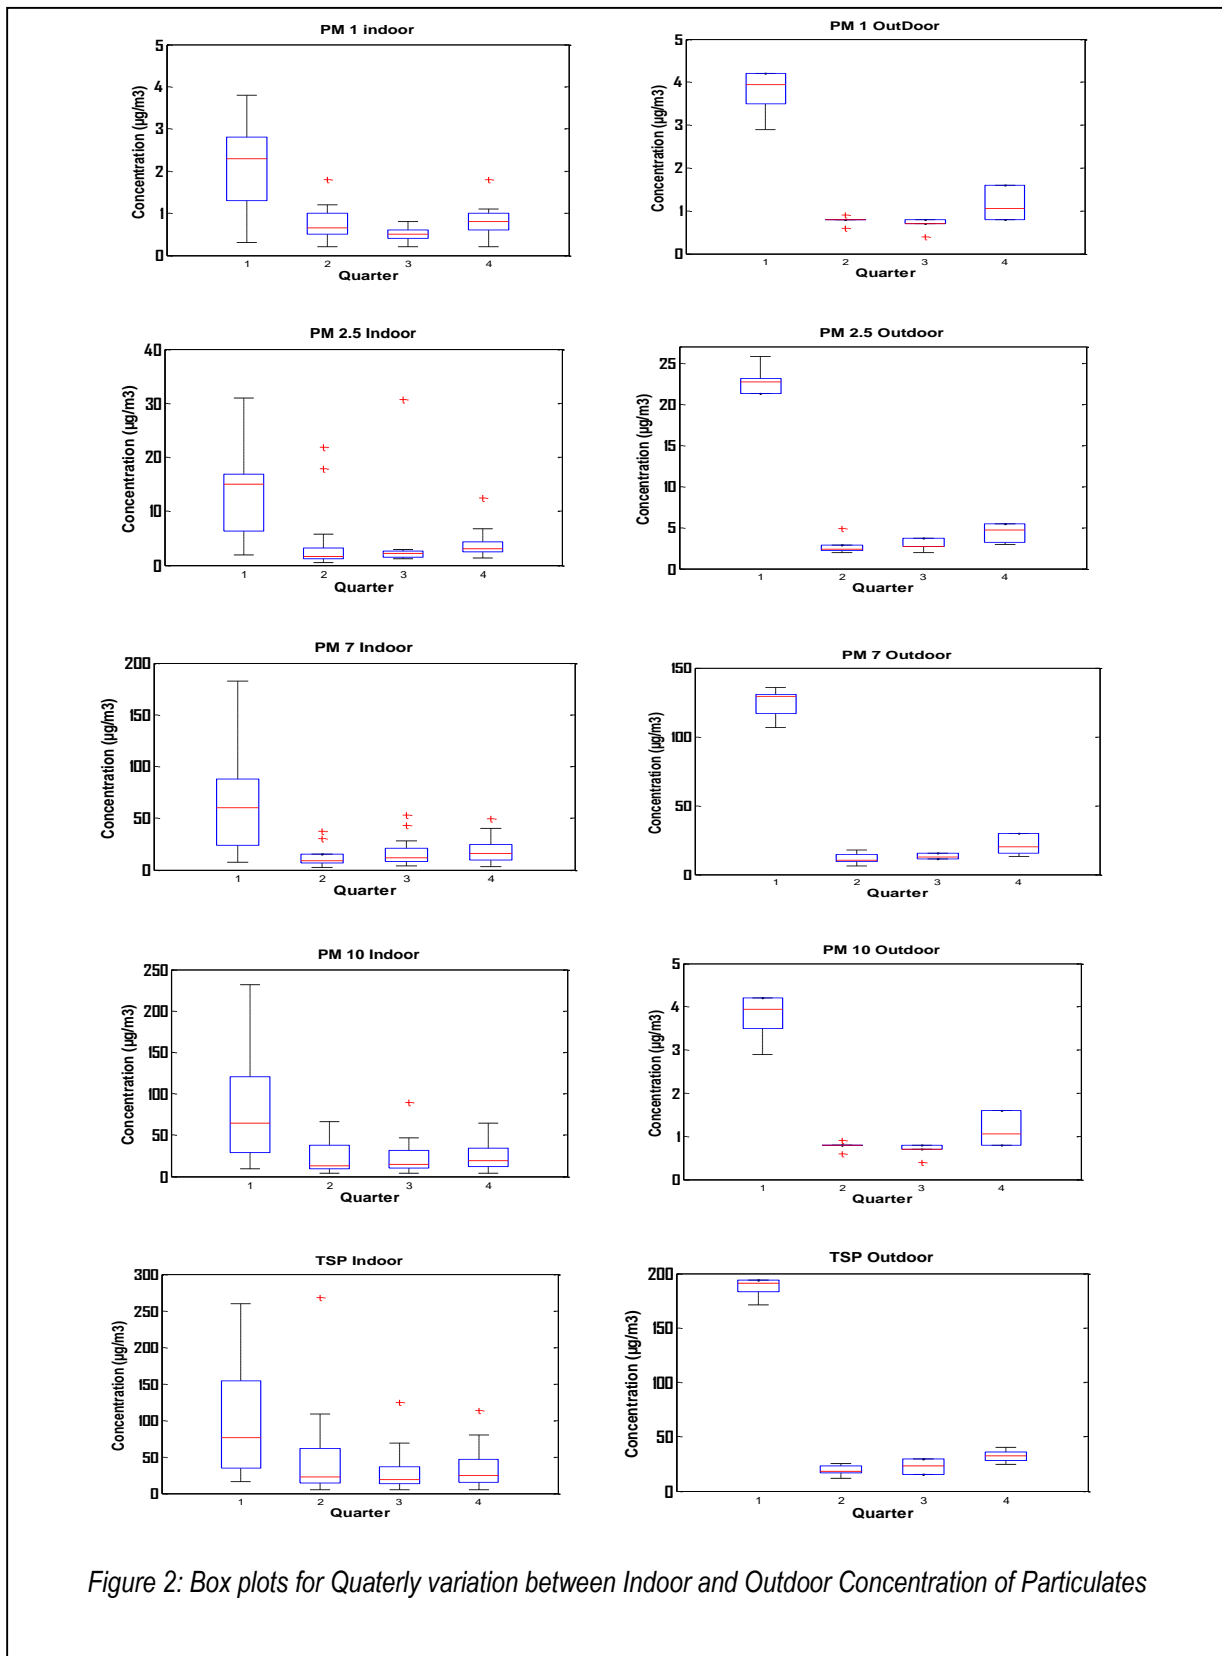 PM 1 indoor
5
4
3
2
1
0
Concentration (µg/m3)
1 2 3 4
Quarter
PM 1 OutDoor
5
4
3
2
1
0
Concentration (µg/m3)
1 2 3 4
Quarter
PM 2.5 Indoor
40
30
20
10
0
Concentration (µg/m3)
1 2 3 4
Quarter
PM 2.5 Outdoor
25
20
15
10
5
0
Concentration (µg/m3)
1 2 3 4
Quarter
PM 7 Indoor
200
150
100
50
0
Concentration (µg/m3)
1 2 3 4
Quarter
PM 7 Outdoor
150
100
50
0
Concentration (µg/m3)
1 2 3 4
Quarter
PM 10 Indoor
250
200
150
100
50
0
Concentration (µg/m3)
1 2 3 4
Quarter
PM 10 Outdoor
5
4
3
2
1
0
Concentration (µg/m3)
1 2 3 4
Quarter
TSP Indoor
300
250
200
150
100
50
0
Concentration (µg/m3)
1 2 3 4
Quarter
TSP Outdoor
200
150
100
50
0
Concentration (µg/m3)
1 2 3 4
Quarter
Figure 2: Box plots for Quaterly variation between Indoor and Outdoor Concentration of Particulates